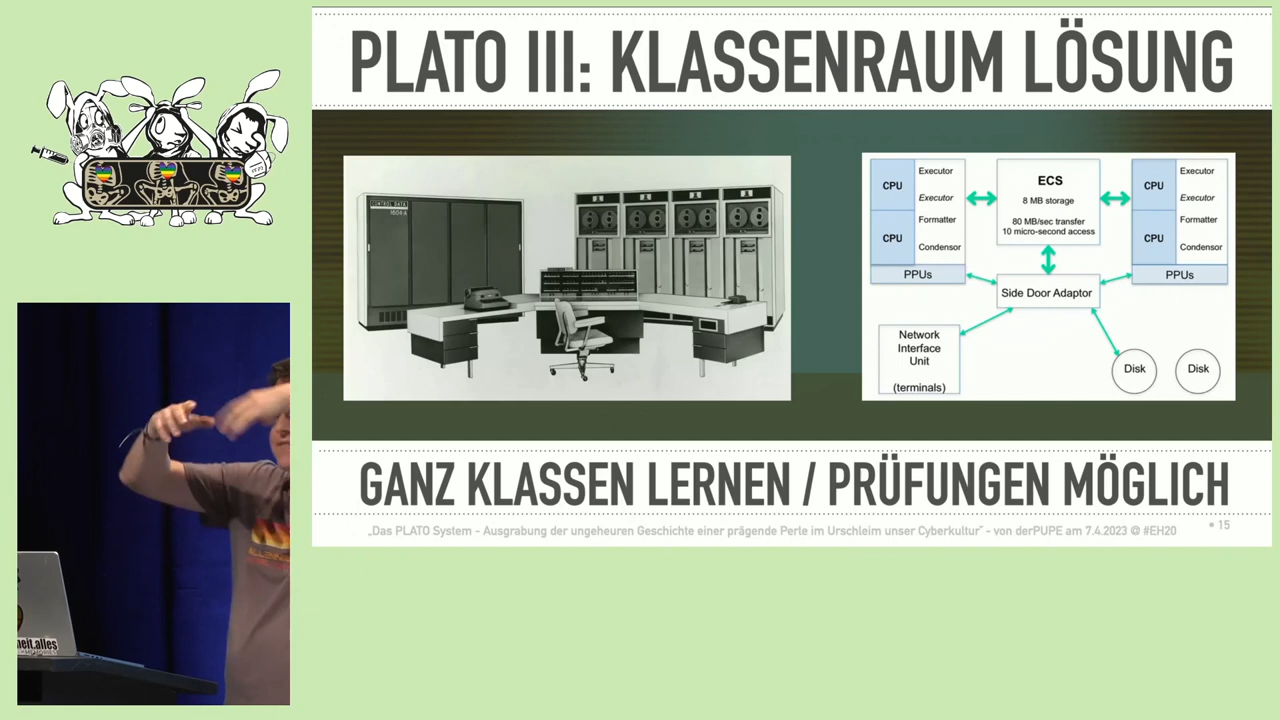 PLATO III: KLASSENRAUM LÖSUNG
CONTROL DATA
1604-A
CPU
Executor
Executor
CPU
Formatter
Condensor
PPUs
ECS
8 MB storage
80 MB/sec transfer
10 micro-second access
CPU
Executor
Executor
CPU
Formatter
Condensor
PPUs
Side Door Adaptor
Network
Interface
Unit
(terminals)
Disk
Disk
GANZ KLASSEN LERNEN / PRÜFUNGEN MÖGLICH
„Das PLATO System - Ausgrabung der ungeheuren Geschichte einer prägende Perle im Urschleim unser Cyberkultur" - von derPUPE am 7.4.2023 @ #EH20
• 15
heit.alles